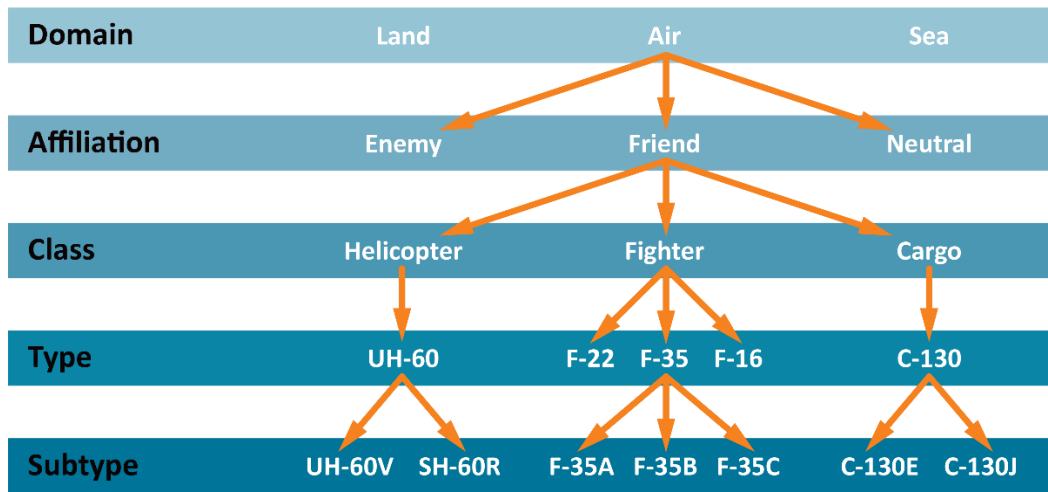 Domain Land Air Sea
Affiliation Enemy Friend Neutral
Class Helicopter Fighter Cargo
Type UH-60 F-22 F-35 F-16 C-130
Subtype UH-60V SH-60R F-35A F-35B F-35C C-130E C-130J